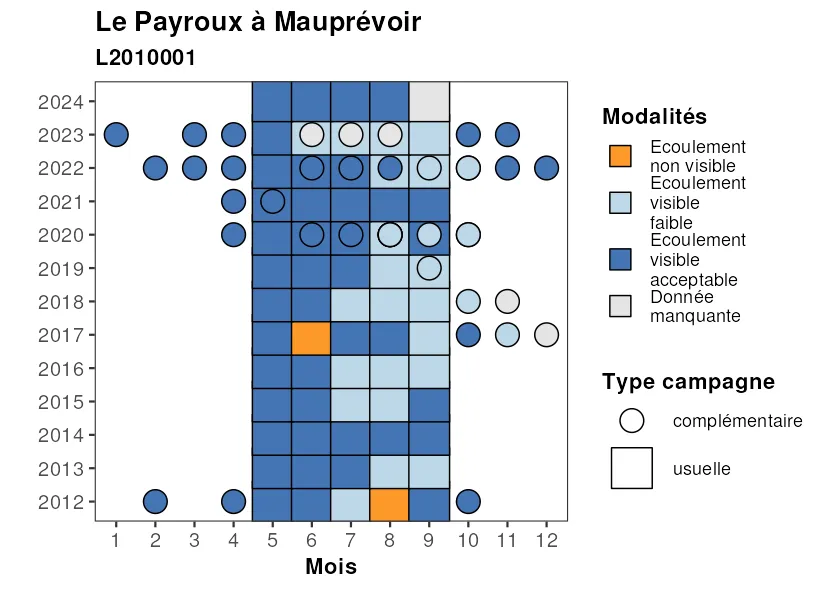 Le Payroux à Mauprévoir
L2010001
2024
2023
2022
2021
2020
2019
2018
2017
2016
2015
2014
2013
2012
1 2 3 4 5 6 7 8 9 10 11 12
Mois
Modalités
Ecoulement
non visible
Ecoulement
visible
faible
Ecoulement
visible
acceptable
Donnée
manquante
Type campagne
complémentaire
usuelle